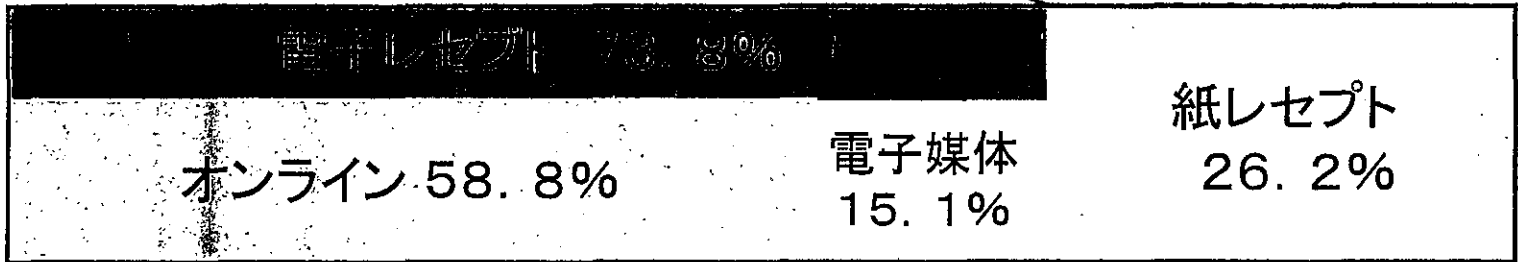 電子レセプト 73. 8%
オンライン 58. 8%
電子媒体
15. 1%
紙レセプト
26. 2%